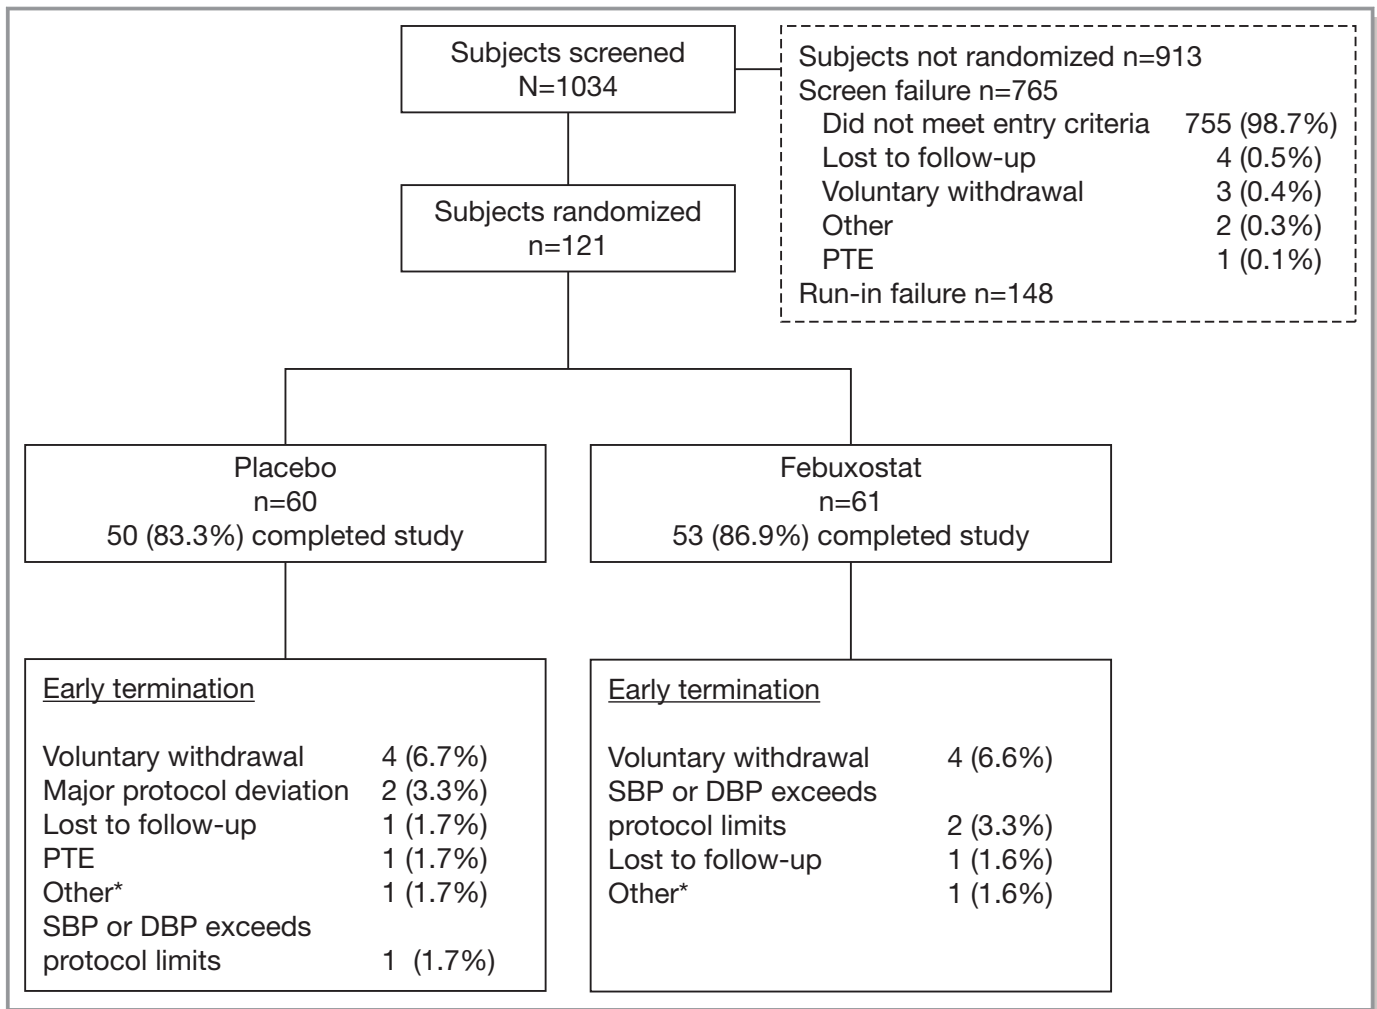 Subjects screened
N=1034
Subjects not randomized n=913
Screen failure n=765
Did not meet entry criteria 755 (98.7%)
Lost to follow-up 4 (0.5%)
Voluntary withdrawal 3 (0.4%)
Other 2 (0.3%)
PTE 1 (0.1%)
Run-in failure n=148
Subjects randomized
n=121
Placebo
n=60
50 (83.3%) completed study
Febuxostat
n=61
53 (86.9%) completed study
Early termination
Voluntary withdrawal 4 (6.7%)
Major protocol deviation 2 (3.3%)
Lost to follow-up 1 (1.7%)
PTE 1 (1.7%)
Other* 1 (1.7%)
SBP or DBP exceeds
protocol limits 1 (1.7%)
Early termination
Voluntary withdrawal 4 (6.6%)
SBP or DBP exceeds
protocol limits 2 (3.3%)
Lost to follow-up 1 (1.6%)
Other* 1 (1.6%)